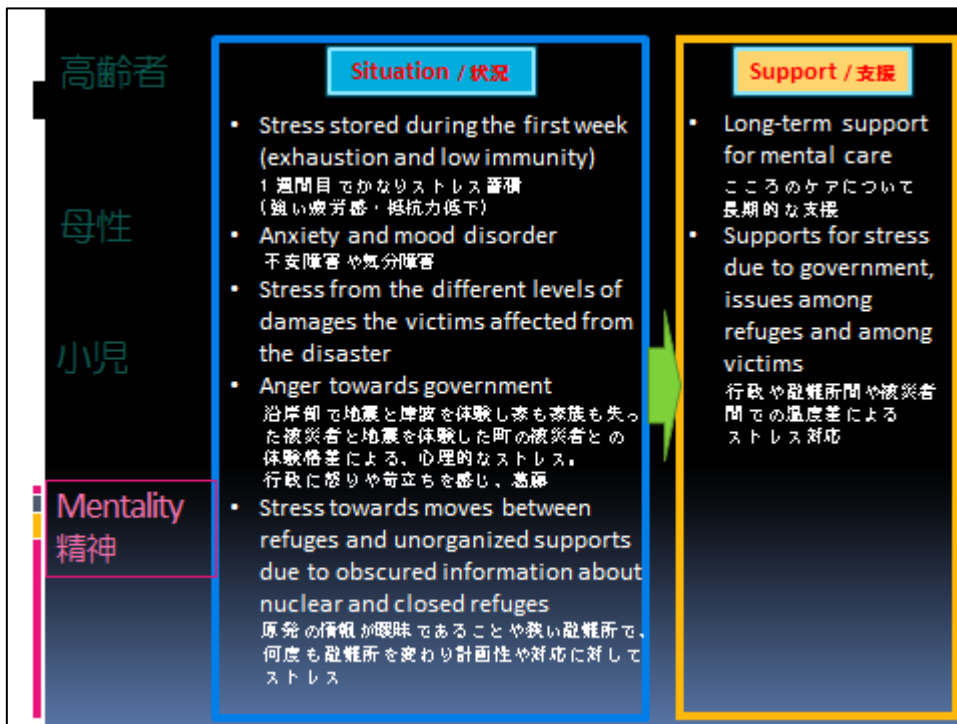 高齢者
母性
小児
Mentality
精神
Situation / 状況
• Stress stored during the first week
(exhaustion and low immunity)
1週間目でかなりストレス蓄積
(強い疲労感・抵抗力低下)
• Anxiety and mood disorder
不安障害や気分障害
• Stress from the different levels of
damages the victims affected from
the disaster
• Anger towards government
沿岸部で地震と津波を体験し家も家族も失っ
た被災者と地震を体験した町の被災者との
体験格差による、心理的なストレス。
行政に怒りや苛立ちを感じ、葛藤
• Stress towards moves between
refuges and unorganized supports
due to obscured information about
nuclear and closed refuges
原発の情報が曖昧であることや狭い避難所で、
何度も避難所を変わり計画性や対応に対して
ストレス
Support / 支援
• Long-term support
for mental care
こころのケアについて
長期的な支援
• Supports for stress
due to government,
issues among
refuges and among
victims
行政や避難所間や被災者
間での温度差による
ストレス対応